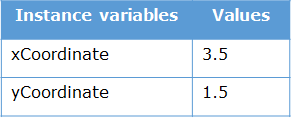 Instance variables Values
xCoordinate 3.5
yCoordinate 1.5